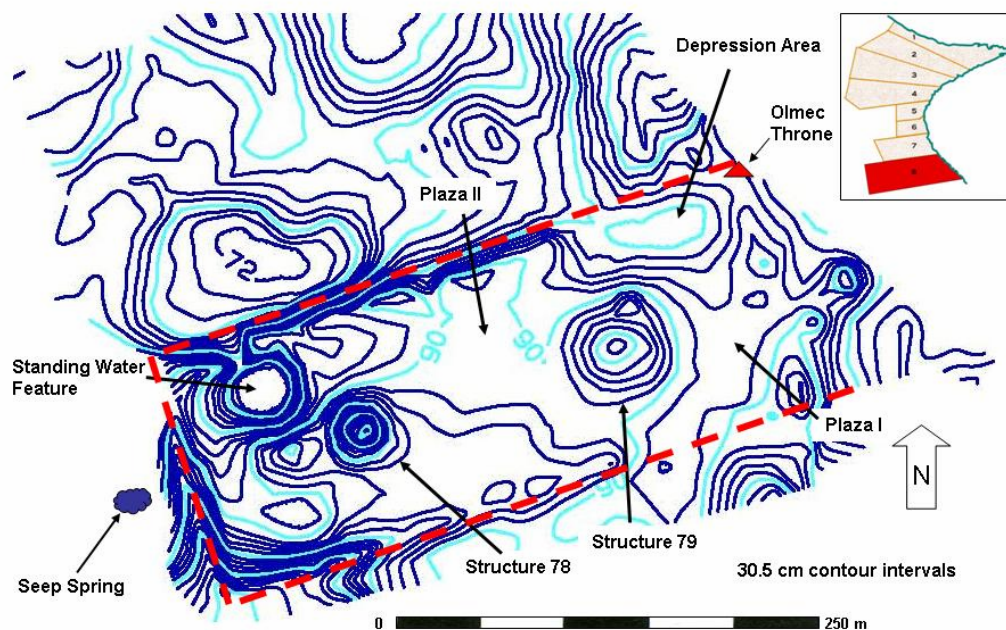 Depression Area
1
2
3
4
5
6
7
8
Olmec
Throne
Plaza II
72
90
90
Standing Water
Feature
Plaza I
N
90
Seep Spring
Structure 78
Structure 79
30.5 cm contour intervals
0
250 m